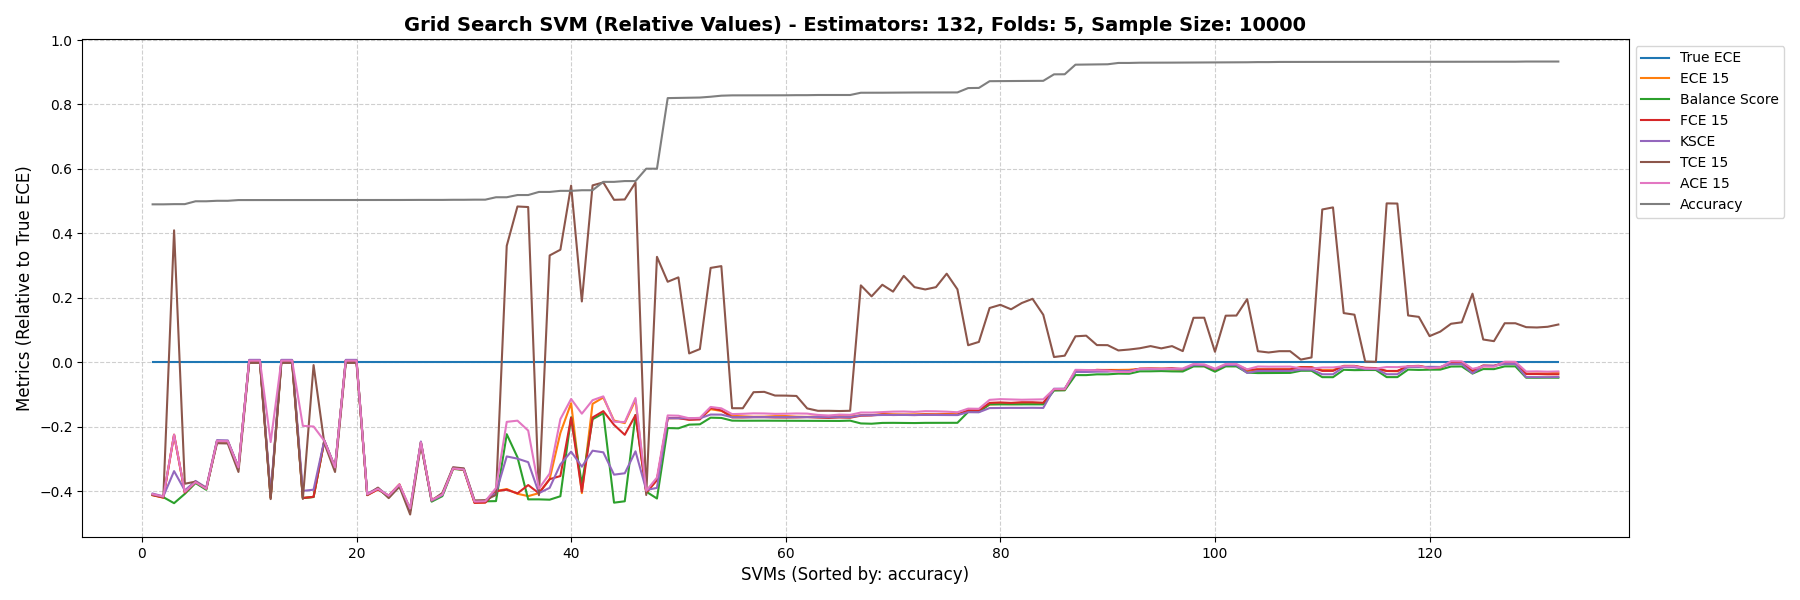 Grid Search SVM (Relative Values) - Estimators: 132, Folds: 5, Sample Size: 10000
Metrics (Relative to True ECE)
1.0
0.8
0.6
0.4
0.2
0.0
−0.2
−0.4
0 20 40 60 80 100 120
SVMs (Sorted by: accuracy)
True ECE
ECE 15
Balance Score
FCE 15
KSCE
TCE 15
ACE 15
Accuracy